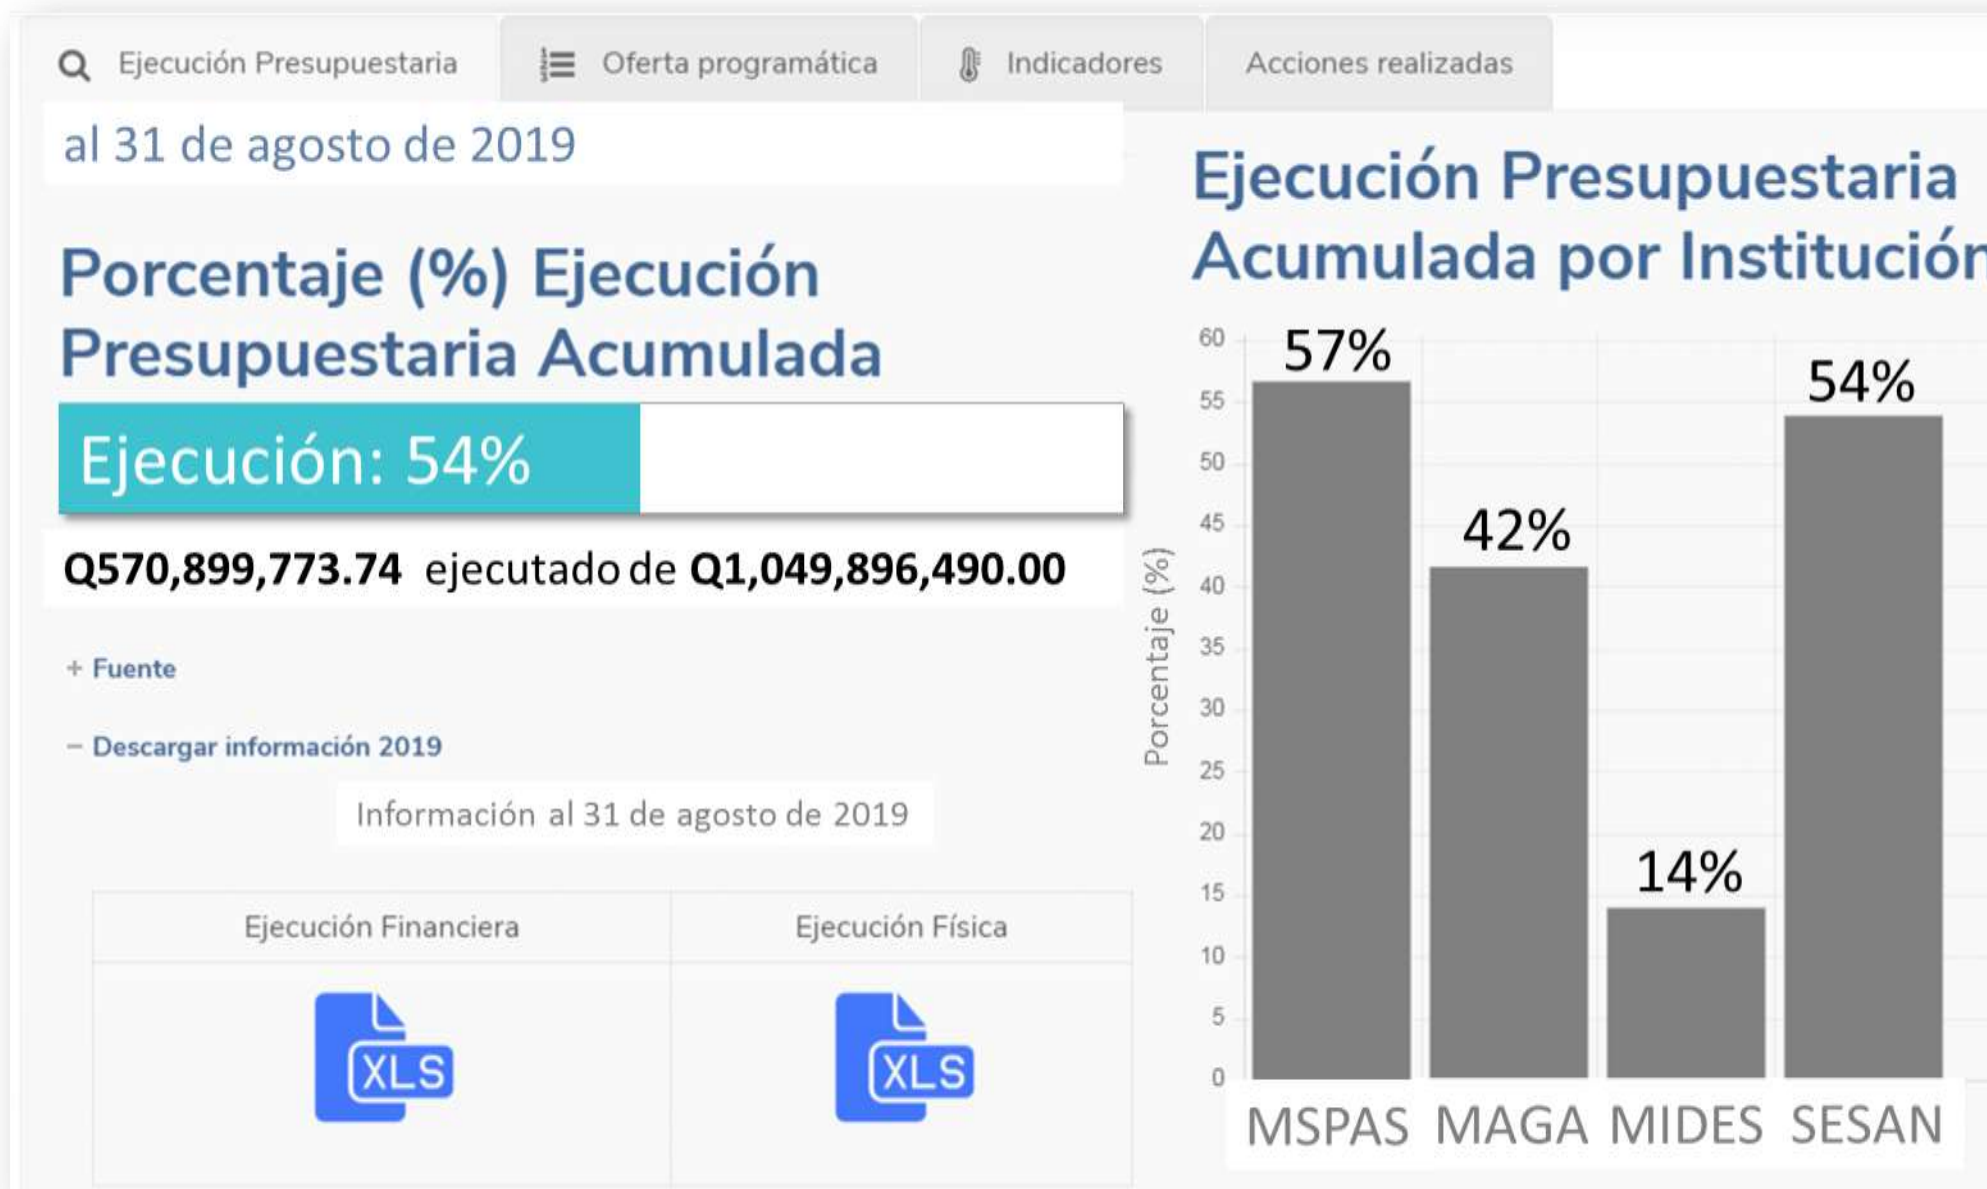 Ejecución Presupuestaria
Oferta programática
Indicadores
Acciones realizadas
al 31 de agosto de 2019
Porcentaje (%) Ejecución
Presupuestaria Acumulada
Ejecución: 54%
Q570,899,773.74 ejecutado de Q1,049,896,490.00
+ Fuente
− Descargar información 2019
Información al 31 de agosto de 2019
Ejecución Financiera
Ejecución Física
XLS
XLS
Ejecución Presupuestaria
Acumulada por Institución
Porcentaje (%)
60
55
50
45
40
35
30
25
20
15
10
5
0
57%
42%
14%
54%
MSPAS
MAGA
MIDES
SESAN